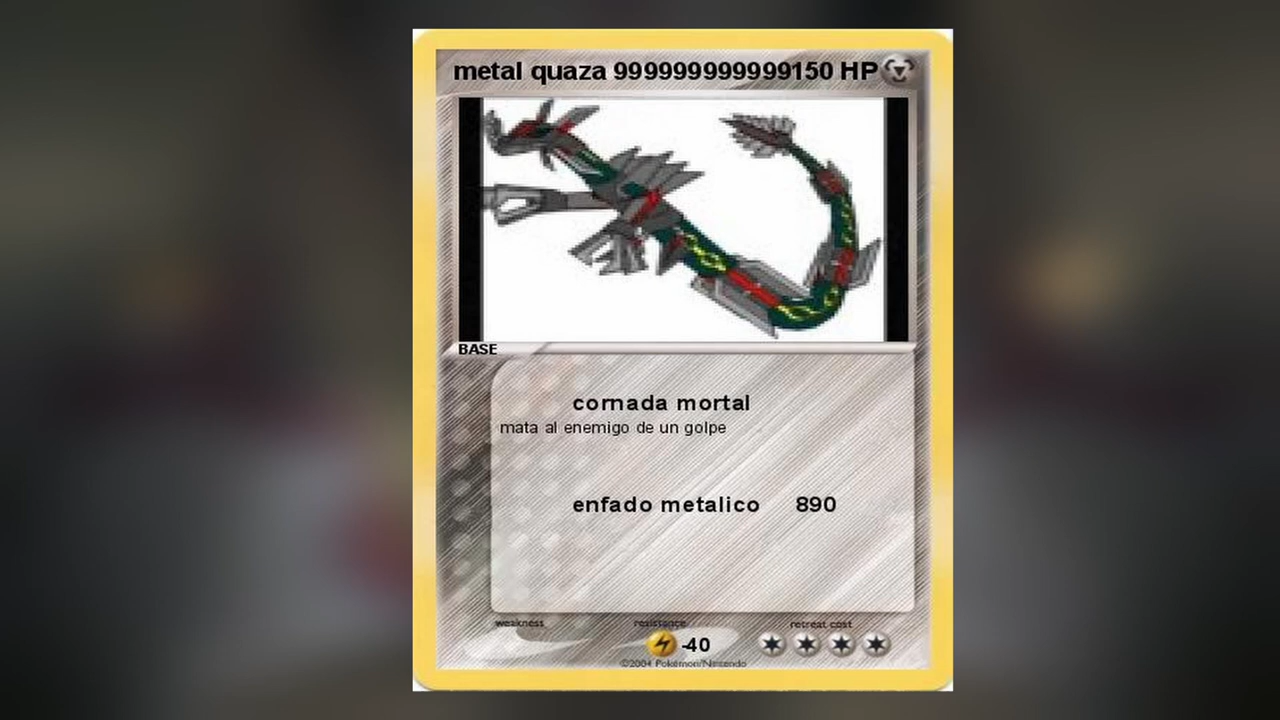 metal quaza 999999999999150 HP
BASE
cornada mortal
mata al enemigo de un golpe
enfado metalico 890
weakness resistance retreat cost
-40
©2004 Pokémon/Nintendo